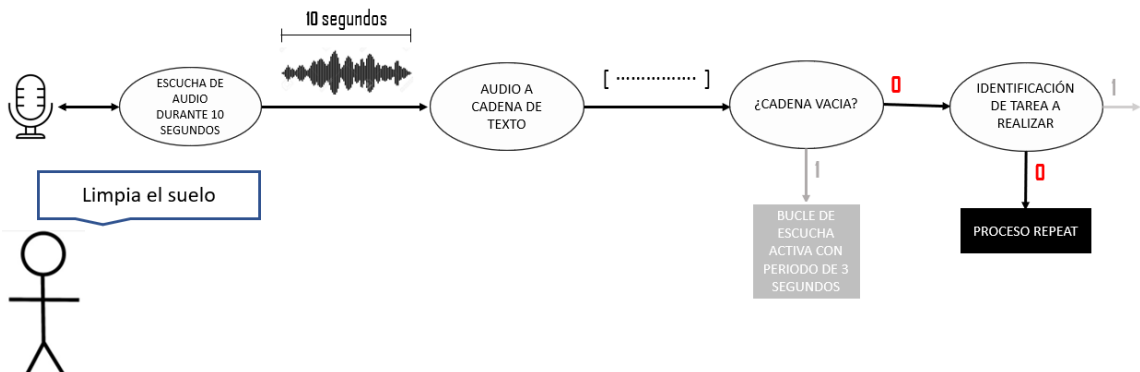 10 segundos
ESCUCHA DE
AUDIO
DURANTE 10
SEGUNDOS
AUDIO A
CADENA DE
TEXTO
[ ................ ]
¿CADENA VACIA?
0
IDENTIFICACIÓN
DE TAREA A
REALIZAR
1
1
0
Limpia el suelo
BUCLE DE
ESCUCHA
ACTIVA CON
PERIODO DE 3
SEGUNDOS
PROCESO REPEAT